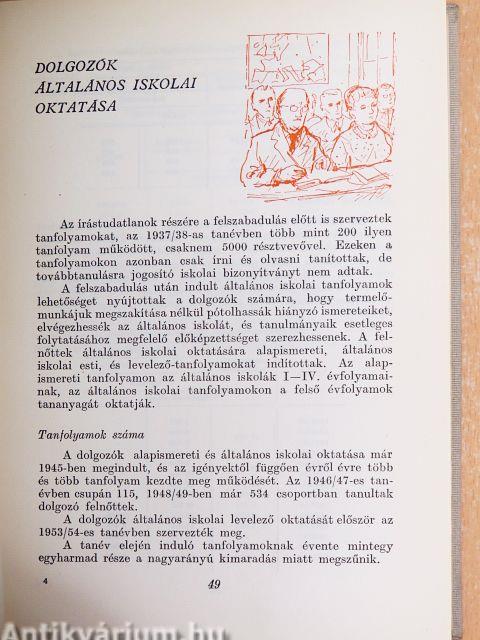 DOLGOZÓK
ÁLTALÁNOS ISKOLAI
OKTATÁSA
Az írástudatlanok részére a felszabadulás előtt is szerveztek
tanfolyamokat, az 1937/38-as tanévben több mint 200 ilyen
tanfolyam működött, csaknem 5000 résztvevővel. Ezeken a
tanfolyamokon azonban csak írni és olvasni tanítottak, de
továbbtanulásra jogosító iskolai bizonyítványt nem adtak.
A felszabadulás után indult általános iskolai tanfolyamok
lehetőséget nyújtottak a dolgozók számára, hogy termelő-
munkájuk megszakítása nélkül pótolhassák hiányzó ismereteiket,
elvégezhessék az általános iskolát, és tanulmányaik esetleges
folytatásához megfelelő előképzettséget szerezhessenek. A fel-
nőttek általános iskolai oktatására alapismereti, általános
iskolai esti, és levelező-tanfolyamokat indítottak. Az alap-
ismereti tanfolyamon az általános iskolák I—IV. évfolyamai-
nak, az általános iskolai tanfolyamokon a felső évfolyamok
tananyagát oktatják.
Tanfolyamok száma
A dolgozók alapismereti és általános iskolai oktatása már
1945-ben megindult, és az igényektől függően évről évre több
és több tanfolyam kezdte meg működését. Az 1946/47-es tan-
évben csupán 115, 1948/49-ben már 534 csoportban tanultak
dolgozó felnőttek.
A dolgozók általános iskolai levelező oktatását először az
1953/54-es tanévben szervezték meg.
A tanév elején induló tanfolyamoknak évente mintegy
egyharmad része a nagyarányú kimaradás miatt megszűnik.
4
49
Antikvárium.hu